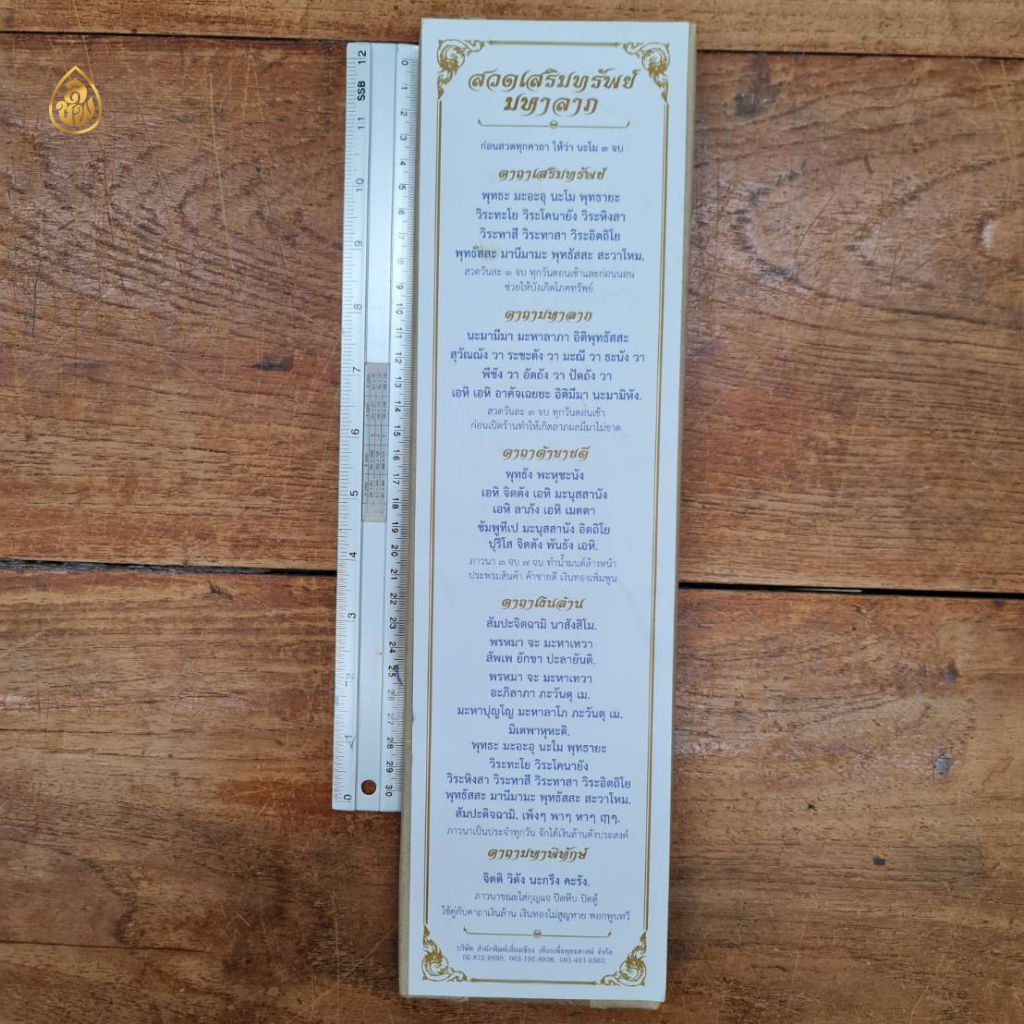 สวดเสริมทรัพย์
มหาลาภ
ก่อนสวดทุกคาถา ให้ว่า นะโม ๓ จบ
คาถาเสริมทรัพย์
พุทธะ มะอะอุ นะโม พุทธายะ
วิระทะโย วิระโคนายัง วิระหิงสา
วิระทาสี วิระทาสา วิระอิตถิโย
พุทธัสสะ มานีมามะ พุทธัสสะ สะวาโหม.
สวดวันละ ๓ จบ ทุกวันตอนเช้าและก่อนนอน
ช่วยให้บังเกิดโภคทรัพย์
คาถามหาลาภ
นะมามีมา มะหาลาภา อิติพุทธัสสะ
สุวัณณัง วา ระชะตัง วา มะณี วา ธะนัง วา
พีชัง วา อัตถัง วา ปัตถัง วา
เอหิ เอหิ อาคัจเฉยยะ อิติมีมา นะมามิหัง.
สวดวันละ ๓ จบ ทุกวันตอนเช้า
ก่อนเปิดร้านทำให้เกิดลาภผลมีมาไม่ขาด
คาถาค้าขายดี
พุทธัง พะหุชะนัง
เอหิ จิตตัง เอหิ มะนุสสานัง
เอหิ ลาภัง เอหิ เมตตา
ชัมพูทีเป มะนุสสานัง อิตถิโย
ปุริโส จิตตัง พันธัง เอหิ.
ภาวนา ๓ จบ ๗ จบ ทำน้ำมนต์ล้างหน้า
ประพรมสินค้า ค้าขายดี เงินทองเพิ่มพูน
คาถาเงินล้าน
สัมปะจิตฉามิ นาสังสิโม.
พรหมา จะ มะหาเทวา
สัพเพ ยักขา ปะลายันติ.
พรหมา จะ มะหาเทวา
อะภิลาภา ภะวันตุ เม.
มะหาปุญโญ มะหาลาโภ ภะวันตุ เม.
มิเตพาหุหะติ.
พุทธะ มะอะอุ นะโม พุทธายะ
วิระทะโย วิระโคนายัง
วิระหิงสา วิระทาสี วิระทาสา วิระอิตถิโย
พุทธัสสะ มานีมามะ พุทธัสสะ สะวาโหม.
สัมปะติจฉามิ. เพ็งๆ พาๆ หาๆ ฤๅๆ.
ภาวนาเป็นประจำทุกวัน จักได้เงินล้านดังประสงค์
คาถามหาพิทักษ์
จิตติ วิตัง นะกรึง คะรัง.
ภาวนาขณะใส่กุญแจ ปิดหีบ ปิดตู้
ใช้คู่กับคาถาเงินล้าน เงินทองไม่สูญหาย พอกพูนทวี
บริษัท สำนักพิมพ์เลี่ยงเชียง เพียรเพื่อพุทธศาสน์ จำกัด
SSB